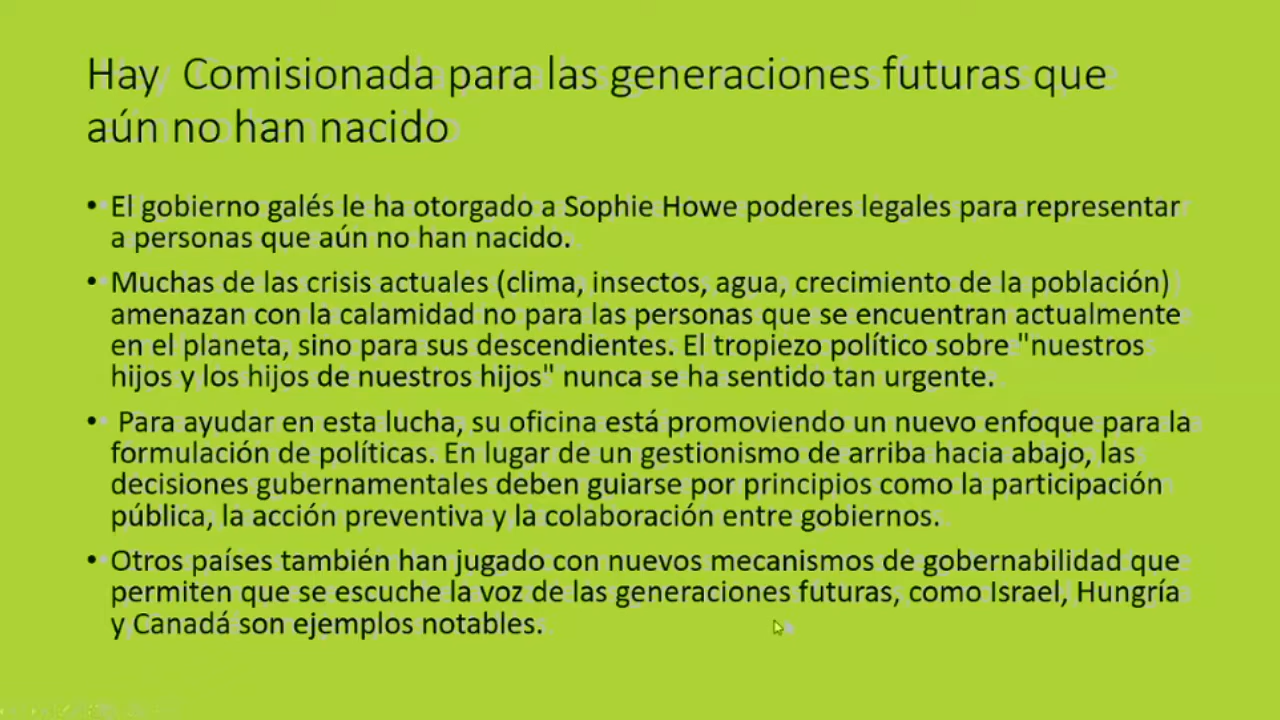 Hay  Comisionada para las generaciones futuras que
aún no han nacido
• El gobierno galés le ha otorgado a Sophie Howe poderes legales para representar
a personas que aún no han nacido.
• Muchas de las crisis actuales (clima, insectos, agua, crecimiento de la población)
amenazan con la calamidad no para las personas que se encuentran actualmente
en el planeta, sino para sus descendientes. El tropiezo político sobre "nuestros
hijos y los hijos de nuestros hijos" nunca se ha sentido tan urgente.
•  Para ayudar en esta lucha, su oficina está promoviendo un nuevo enfoque para la
formulación de políticas. En lugar de un gestionismo de arriba hacia abajo, las
decisiones gubernamentales deben guiarse por principios como la participación
pública, la acción preventiva y la colaboración entre gobiernos.
• Otros países también han jugado con nuevos mecanismos de gobernabilidad que
permiten que se escuche la voz de las generaciones futuras, como Israel, Hungría
y Canadá son ejemplos notables.